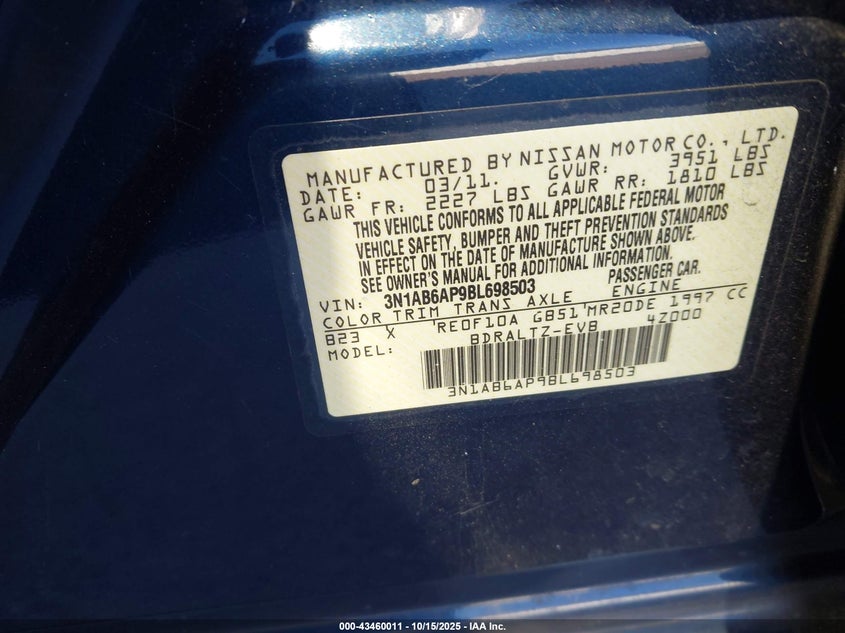 MANUFACTURED BY NISSAN MOTOR CO., LTD.
DATE: 03/11. GVWR: 3951 LBS
GAWR FR: 2227 LBS GAWR RR: 1810 LBS
THIS VEHICLE CONFORMS TO ALL APPLICABLE FEDERAL MOTOR
VEHICLE SAFETY, BUMPER AND THEFT PREVENTION STANDARDS
IN EFFECT ON THE DATE OF MANUFACTURE SHOWN ABOVE.
SEE OWNER'S MANUAL FOR ADDITIONAL INFORMATION.
VIN: 3N1AB6AP9BL698503 PASSENGER CAR.
COLOR TRIM TRANS AXLE ENGINE
B23 X RE0F10A GB51 MR20DE 1997 CC
MODEL: BDRALTZ-EVB 4Z000
3N1AB6AP9BL698503
000-43460011 - 10/15/2025 - IAA Inc.